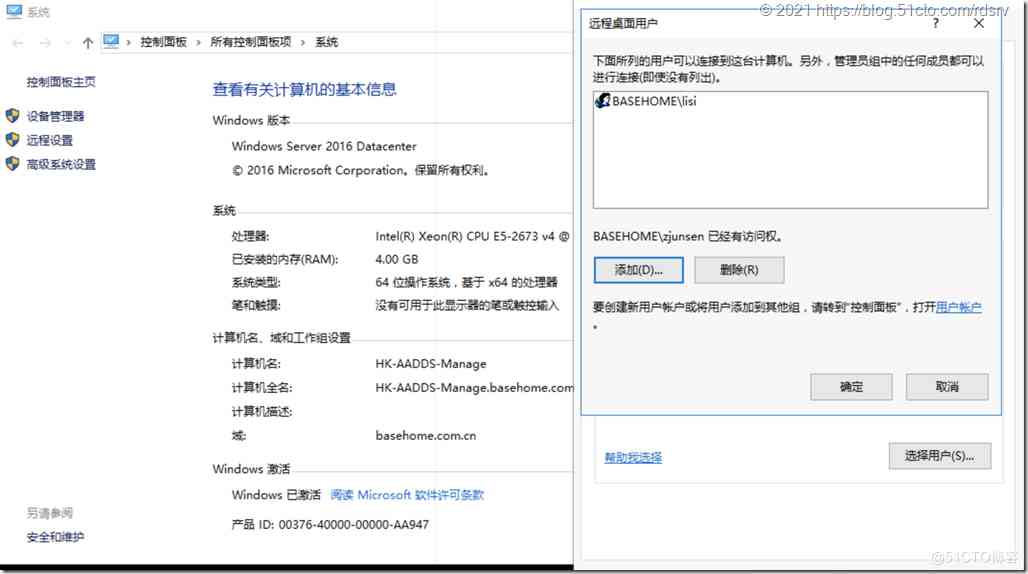 系统
控制面板 › 所有控制面板项 › 系统
控制面板主页
设备管理器
远程设置
高级系统设置
另请参阅
安全和维护
查看有关计算机的基本信息
Windows 版本
Windows Server 2016 Datacenter
© 2016 Microsoft Corporation。保留所有权利。
系统
处理器: Intel(R) Xeon(R) CPU E5-2673 v4 @
已安装的内存(RAM): 4.00 GB
系统类型: 64 位操作系统，基于 x64 的处理器
笔和触摸: 没有可用于此显示器的笔或触控输入
计算机名、域和工作组设置
计算机名: HK-AADDS-Manage
计算机全名: HK-AADDS-Manage.basehome.com
计算机描述:
域: basehome.com.cn
Windows 激活
Windows 已激活 阅读 Microsoft 软件许可条款
产品 ID: 00376-40000-00000-AA947
© 2021 https://blog.51cto.com/rdsrv
远程桌面用户 ?
下面所列的用户可以连接到这台计算机。另外，管理员组中的任何成员都可以
进行连接(即使没有列出)。
BASEHOME\lisi
BASEHOME\zjunsen 已经有访问权。
添加(D)... 删除(R)
要创建新用户帐户或将用户添加到其他组，请转到"控制面板"，打开用户帐户
。
确定 取消
帮助我选择 选择用户(S)...
@51CTO博客